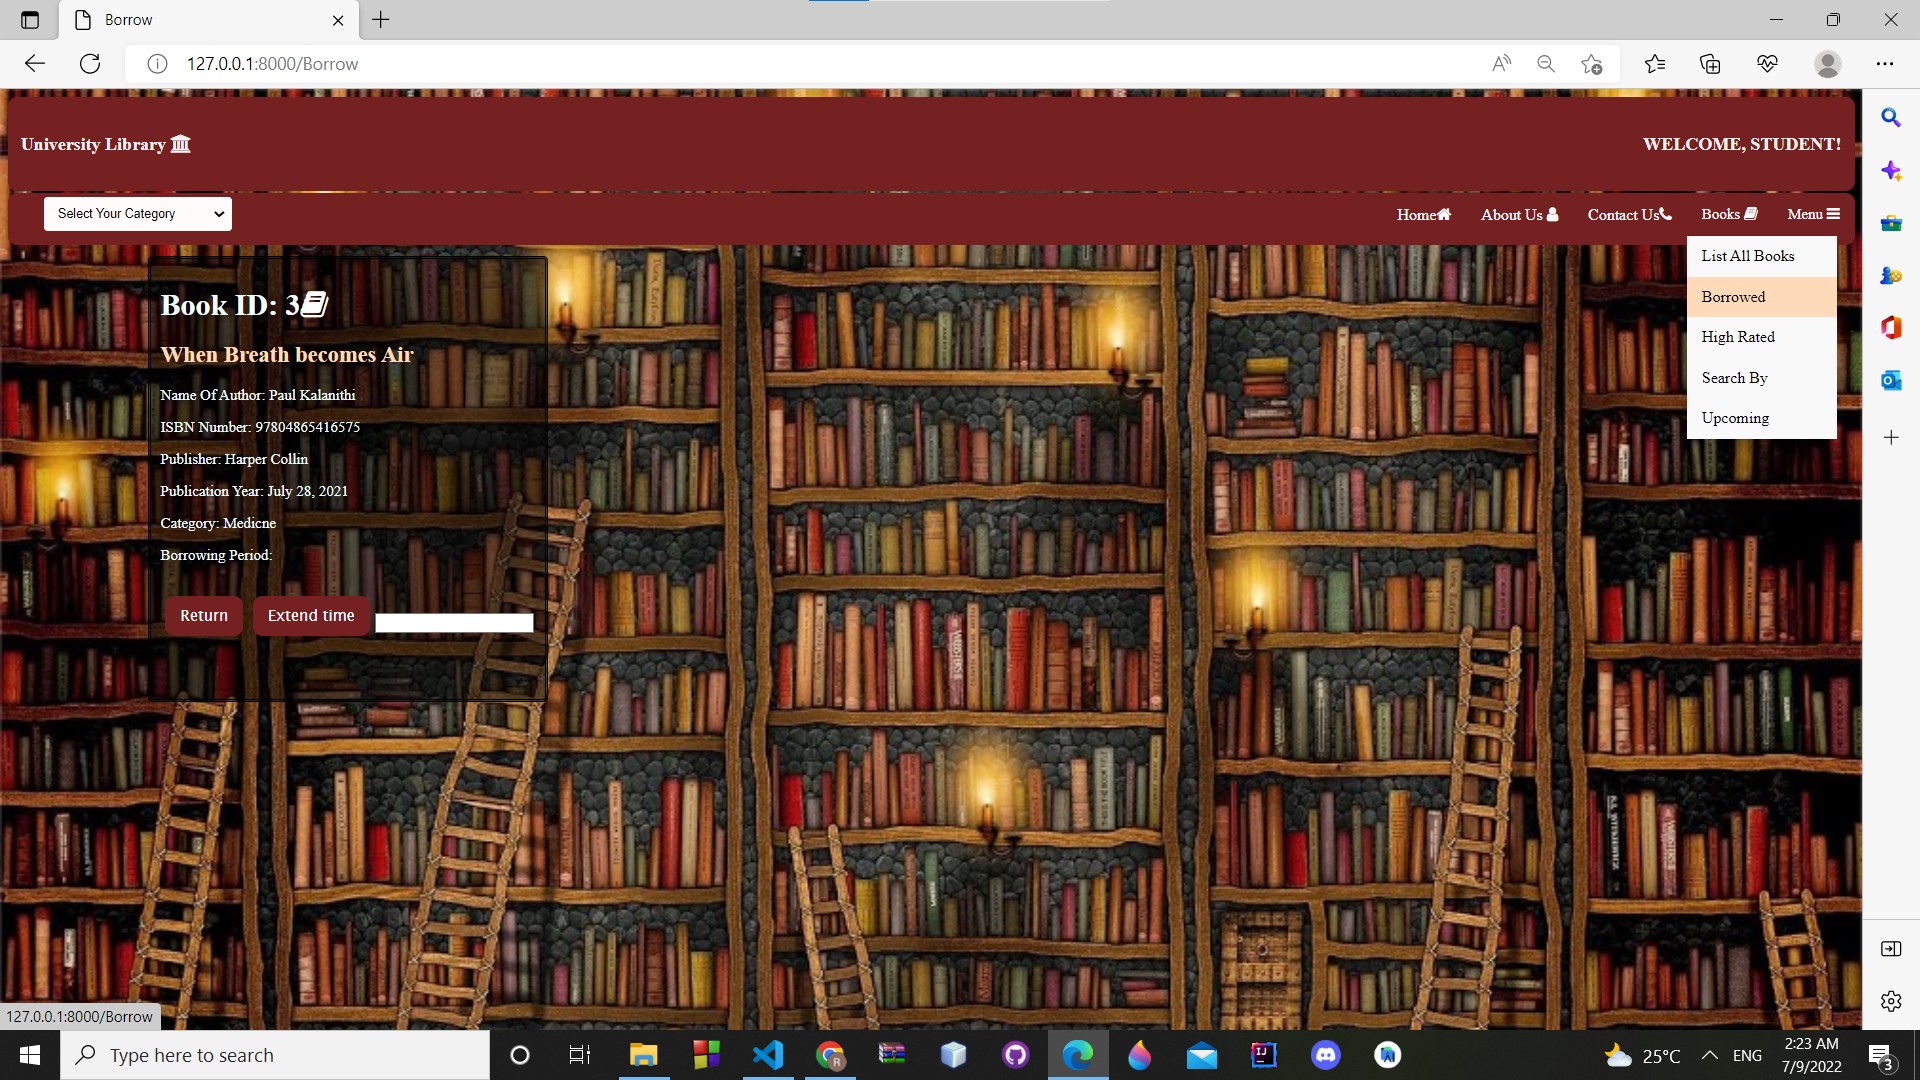 Borrow
127.0.0.1:8000/Borrow
University Library
WELCOME, STUDENT!
Select Your Category
Home
About Us
Contact Us
Books
Menu
List All Books
Borrowed
High Rated
Search By
Upcoming
Book ID: 3
When Breath becomes Air
Name Of Author: Paul Kalanithi
ISBN Number: 97804865416575
Publisher: Harper Collin
Publication Year: July 28, 2021
Category: Medicne
Borrowing Period:
Return
Extend time
127.0.0.1:8000/Borrow
Type here to search
25°C
ENG
2:23 AM
7/9/2022
3